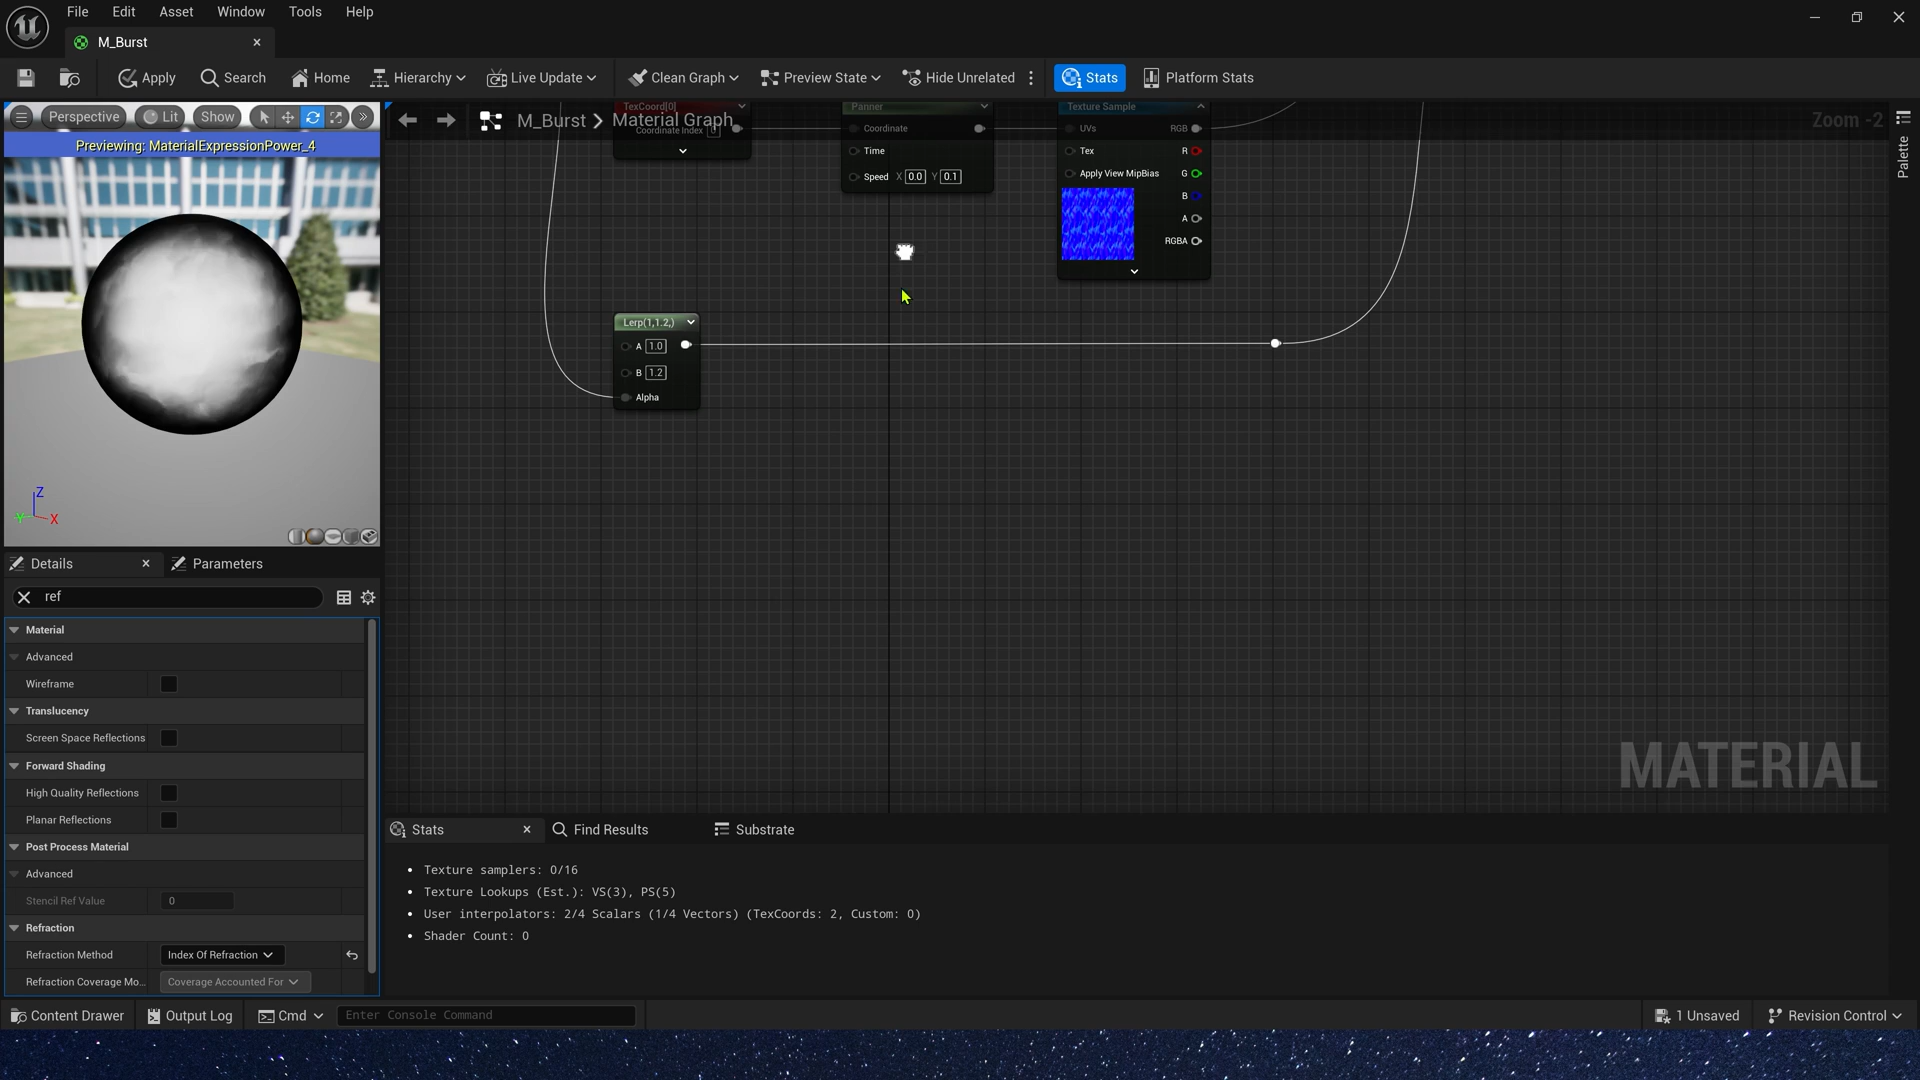 File Edit Asset Window Tools Help
M_Burst
Apply Search Home Hierarchy Live Update Clean Graph Preview State Hide Unrelated Stats Platform Stats
Perspective Lit Show
Previewing: MaterialExpressionPower_4
M_Burst > Material Graph
Zoom -2
Palette
TexCoord[0]
Coordinate Index 0
Panner
Coordinate
Time
Speed X 0.0 Y 0.1
Texture Sample
UVs RGB
Tex R
Apply View MipBias G
B
A
RGBA
Lerp(1,1.2,)
A 1.0
B 1.2
Alpha
MATERIAL
Z
Y X
Details Parameters
ref
Material
Advanced
Wireframe
Translucency
Screen Space Reflections
Forward Shading
High Quality Reflections
Planar Reflections
Post Process Material
Advanced
Stencil Ref Value 0
Refraction
Refraction Method Index Of Refraction
Refraction Coverage Mo... Coverage Accounted For
Stats Find Results Substrate
• Texture samplers: 0/16
• Texture Lookups (Est.): VS(3), PS(5)
• User interpolators: 2/4 Scalars (1/4 Vectors) (TexCoords: 2, Custom: 0)
• Shader Count: 0
Content Drawer Output Log Cmd Enter Console Command 1 Unsaved Revision Control